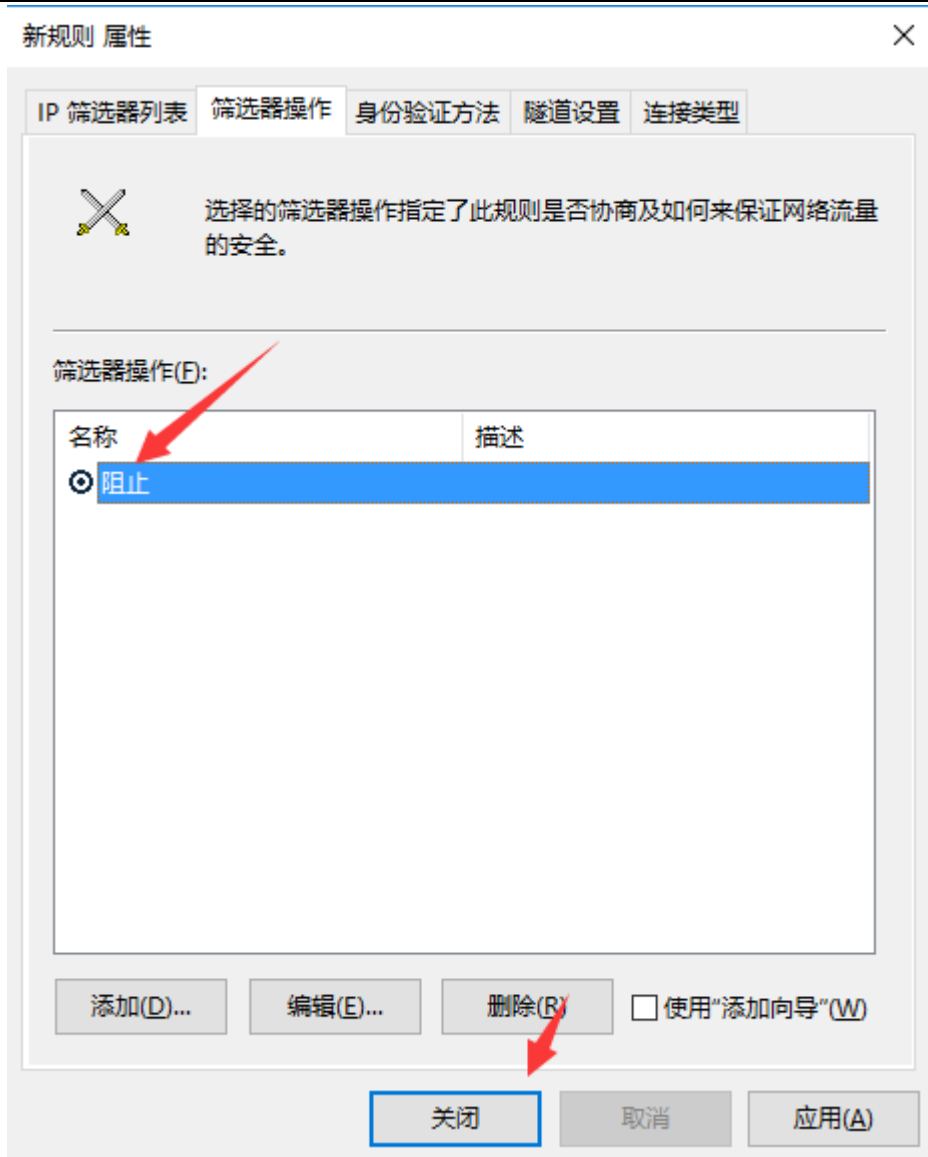 新规则 属性
IP 筛选器列表 筛选器操作 身份验证方法 隧道设置 连接类型
选择的筛选器操作指定了此规则是否协商及如何来保证网络流量
的安全。
筛选器操作(F):
名称 描述
阻止
添加(D)... 编辑(E)... 删除(R) 使用“添加向导”(W)
关闭 取消 应用(A)